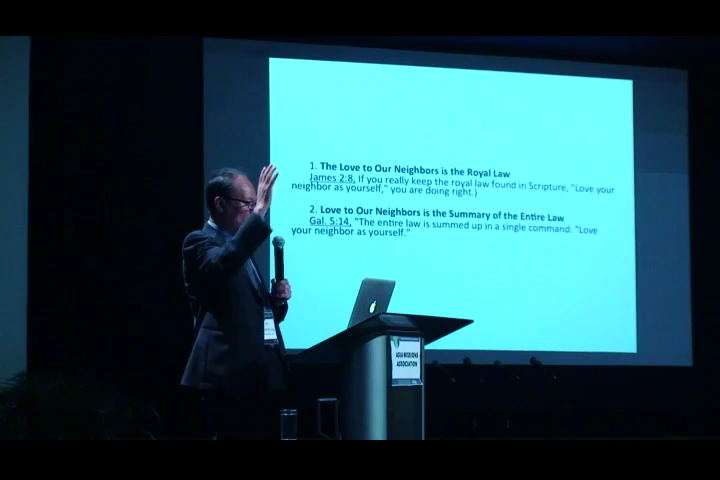 1. The Love to Our Neighbors is the Royal Law
James 2:8, If you really keep the royal law found in Scripture, "Love your
neighbor as yourself," you are doing right.)
2. Love to Our Neighbors is the Summary of the Entire Law
Gal. 5:14, "The entire law is summed up in a single command: "Love
your neighbor as yourself."
ASIA MISSIONS
ASSOCIATION